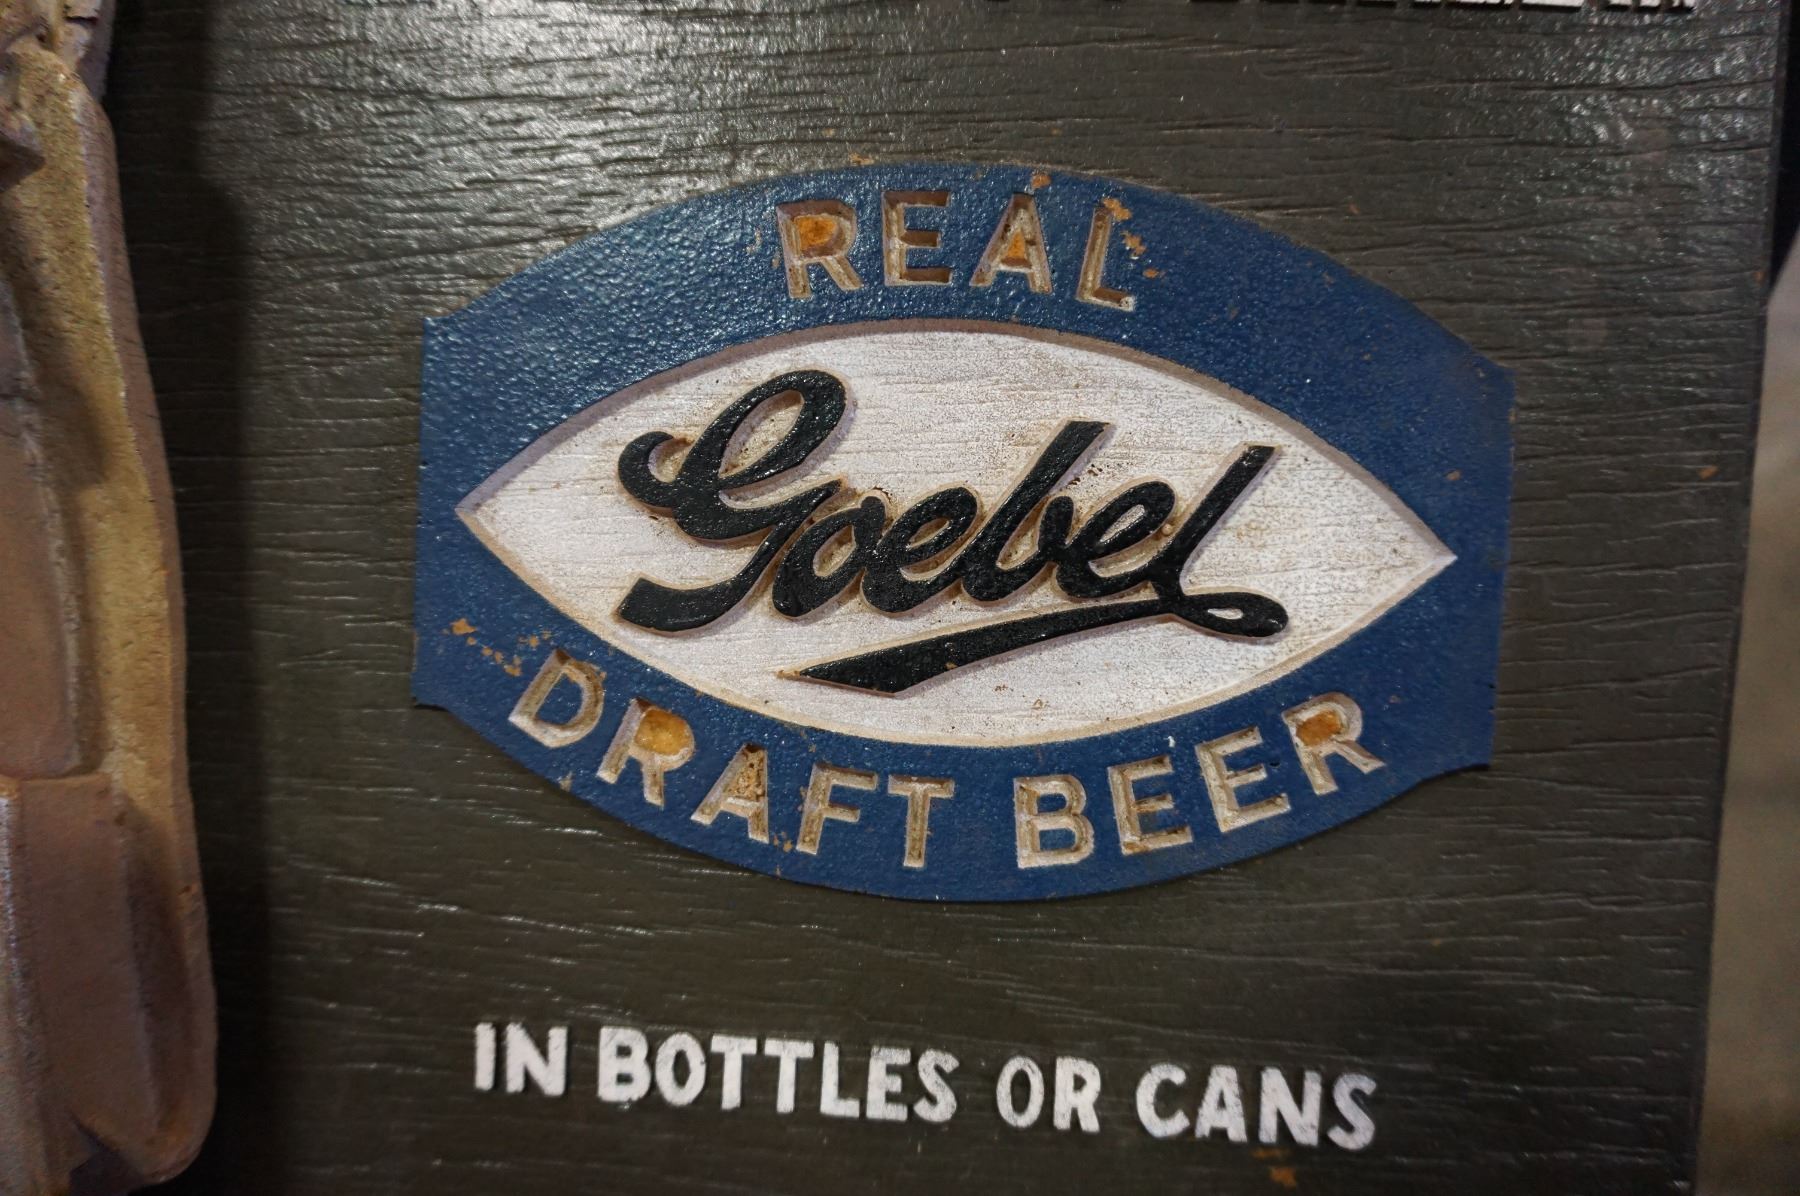 REAL
Goebel
DRAFT BEER
IN BOTTLES OR CANS